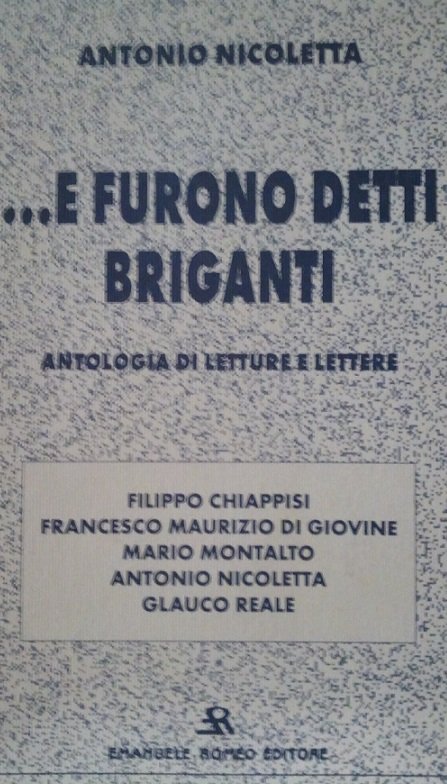 ANTONIO NICOLETTA
...E FURONO DETTI
BRIGANTI
ANTOLOGIA DI LETTURE E LETTERE
FILIPPO CHIAPPISI
FRANCESCO MAURIZIO DI GIOVINE
MARIO MONTALTO
ANTONIO NICOLETTA
GLAUCO REALE
EMANUELE ROMEO EDITORE